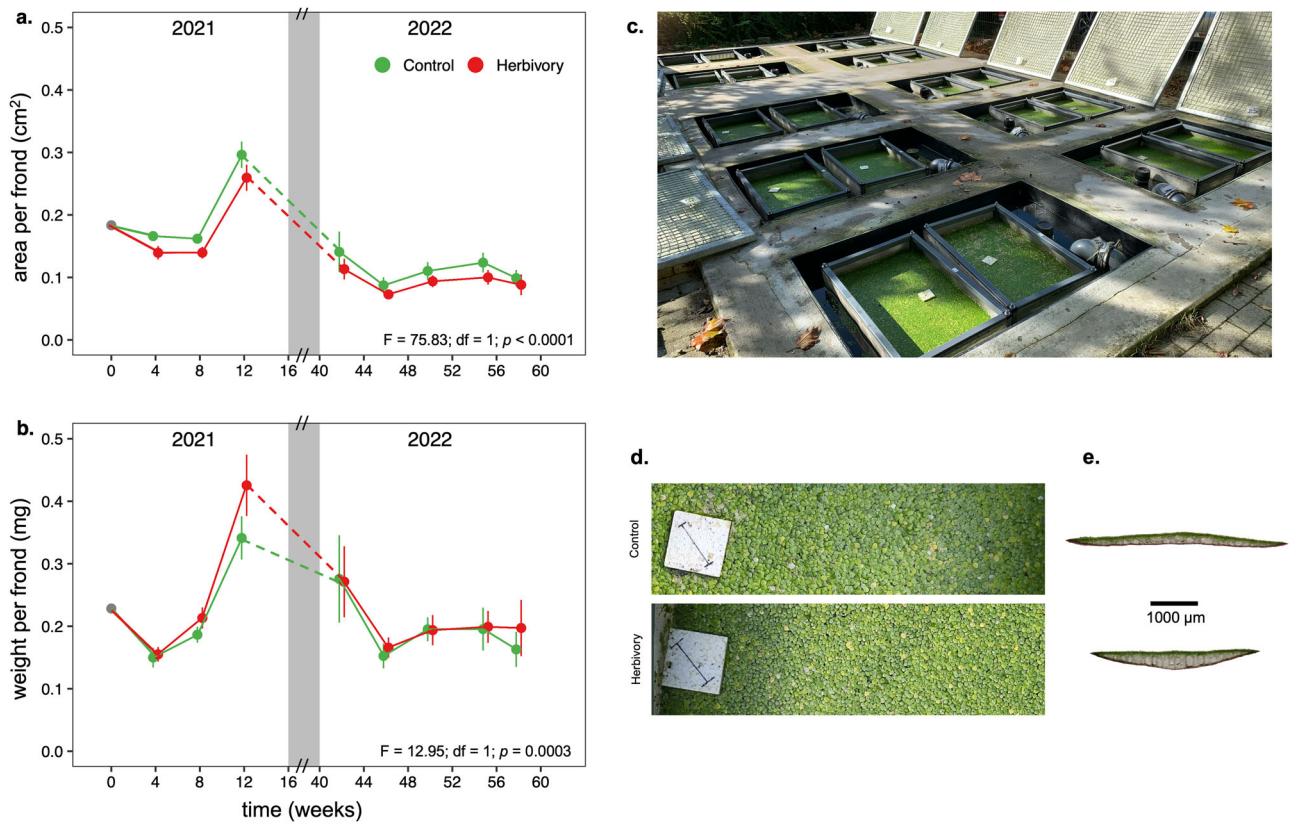 a.
2021
//
2022
Control
Herbivory
area per frond (cm²)
0.5
0.4
0.3
0.2
0.1
0.0
F = 75.83; df = 1; p < 0.0001
//
0 4 8 12 16 40 44 48 52 56 60
b.
2021
//
2022
weight per frond (mg)
0.5
0.4
0.3
0.2
0.1
0.0
F = 12.95; df = 1; p = 0.0003
//
0 4 8 12 16 40 44 48 52 56 60
time (weeks)
c.
d.
Control
Herbivory
e.
1000 µm